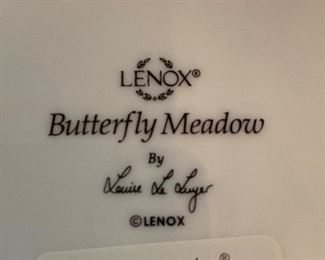 LENOX®
Butterfly Meadow
By
Louise Le Luyer
©LENOX
®